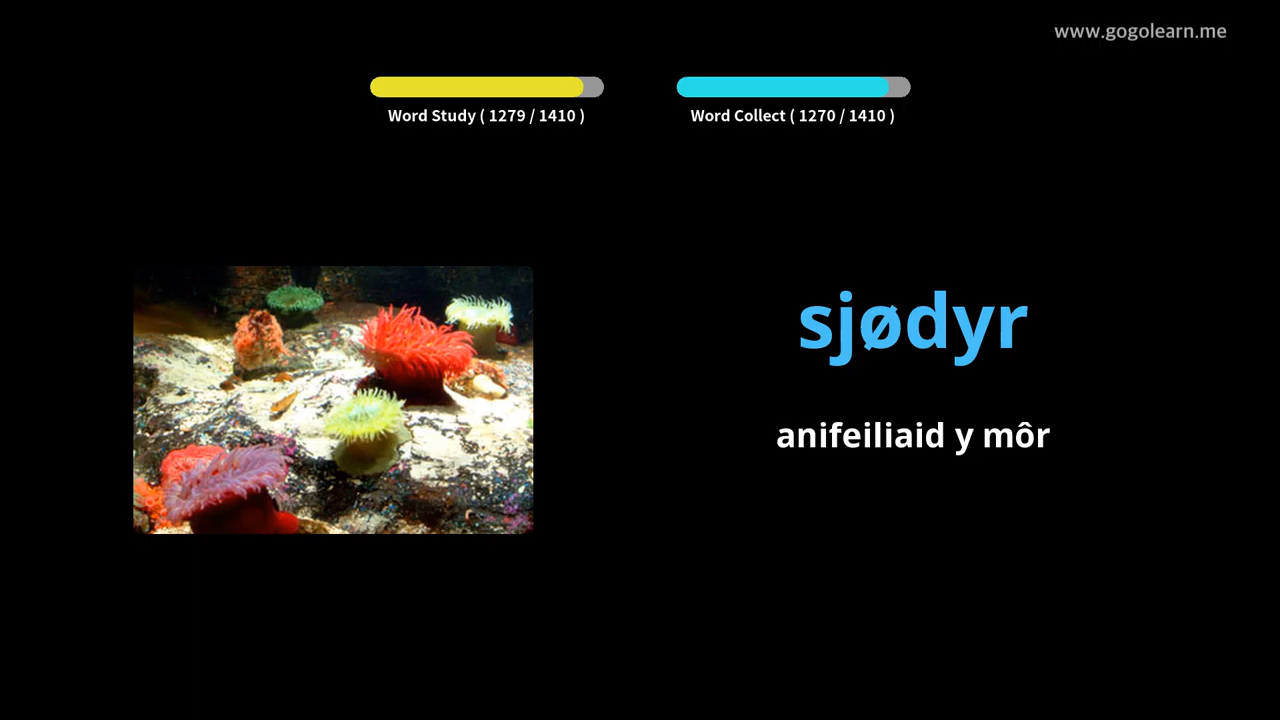 www.gogolearn.me
Word Study ( 1279 / 1410 )
Word Collect ( 1270 / 1410 )
sjødyr
anifeiliaid y môr